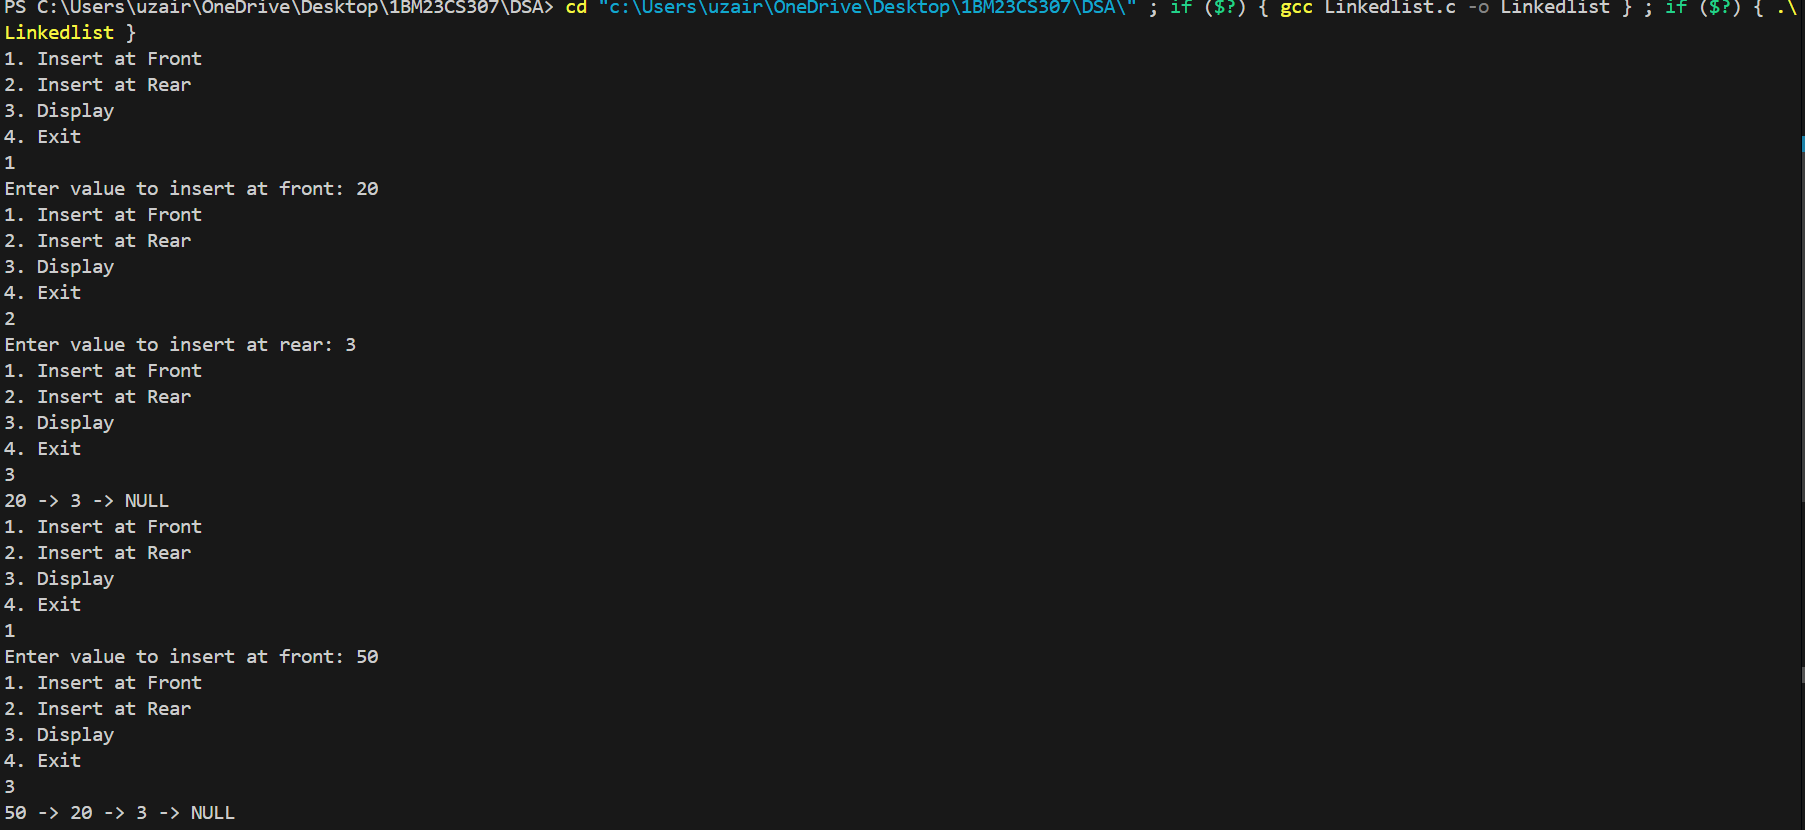 PS C:\Users\uzair\OneDrive\Desktop\1BM23CS307\DSA> cd "c:\Users\uzair\OneDrive\Desktop\1BM23CS307\DSA\" ; if ($?) { gcc Linkedlist.c -o Linkedlist } ; if ($?) { .\
Linkedlist }
1. Insert at Front
2. Insert at Rear
3. Display
4. Exit
1
Enter value to insert at front: 20
1. Insert at Front
2. Insert at Rear
3. Display
4. Exit
2
Enter value to insert at rear: 3
1. Insert at Front
2. Insert at Rear
3. Display
4. Exit
3
20 -> 3 -> NULL
1. Insert at Front
2. Insert at Rear
3. Display
4. Exit
1
Enter value to insert at front: 50
1. Insert at Front
2. Insert at Rear
3. Display
4. Exit
3
50 -> 20 -> 3 -> NULL